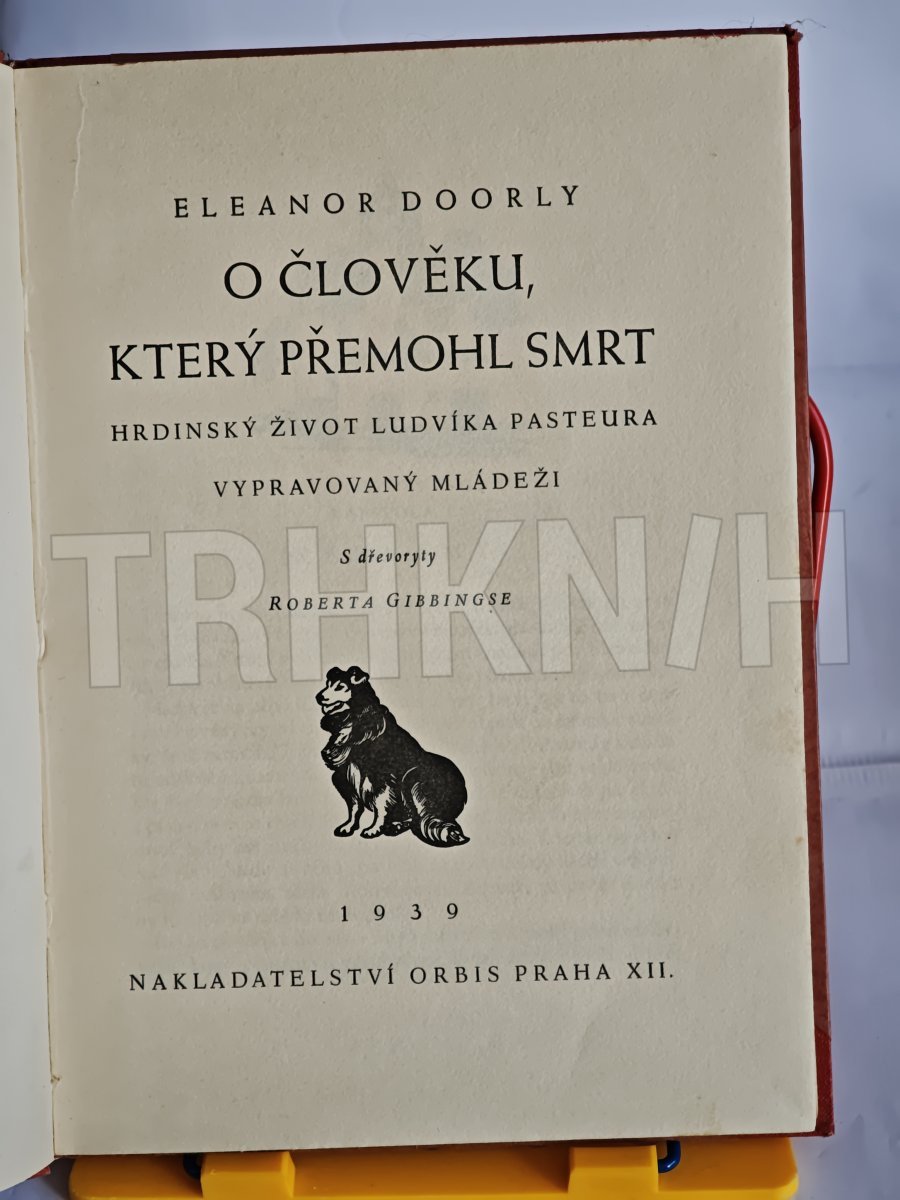 ELEANOR DOORLY
O ČLOVĚKU,
KTERÝ PŘEMOHL SMRT
HRDINSKÝ ŽIVOT LUDVÍKA PASTEURA
VYPRAVOVANÝ MLÁDEŽI
S dřevoryty
ROBERTA GIBBINGSE
TRHKN/H
1939
NAKLADATELSTVÍ ORBIS PRAHA XII.